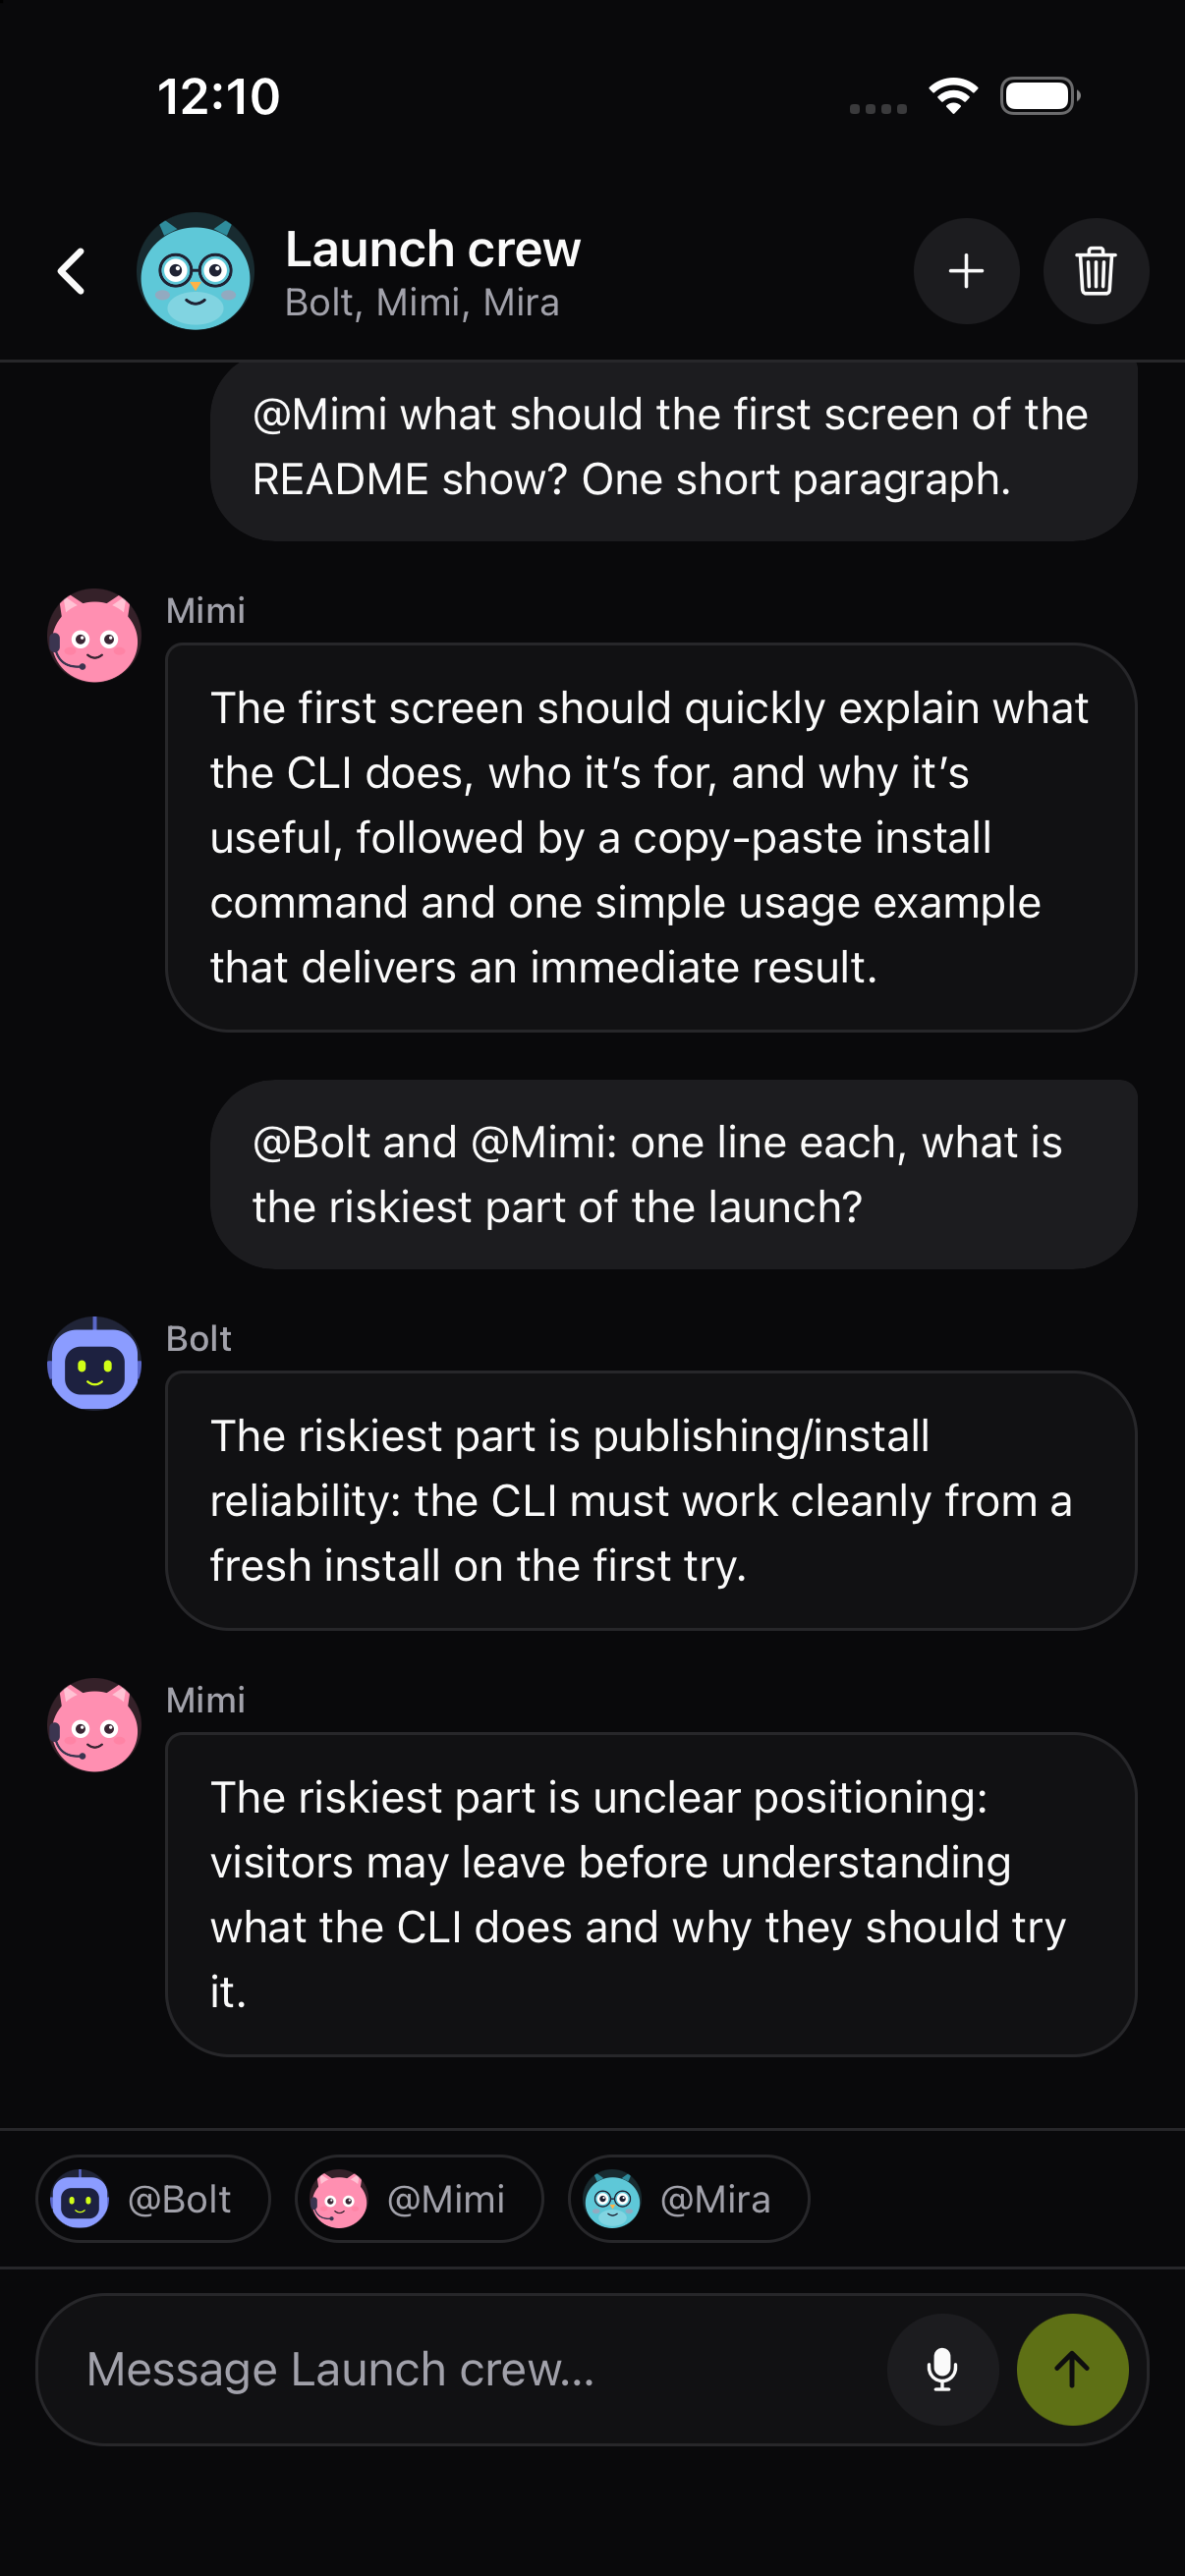 12:10
Launch crew
Bolt, Mimi, Mira
@Mimi what should the first screen of the
README show? One short paragraph.
Mimi
The first screen should quickly explain what
the CLI does, who it’s for, and why it’s
useful, followed by a copy-paste install
command and one simple usage example
that delivers an immediate result.
@Bolt and @Mimi: one line each, what is
the riskiest part of the launch?
Bolt
The riskiest part is publishing/install
reliability: the CLI must work cleanly from a
fresh install on the first try.
Mimi
The riskiest part is unclear positioning:
visitors may leave before understanding
what the CLI does and why they should try
it.
@Bolt @Mimi @Mira
Message Launch crew...